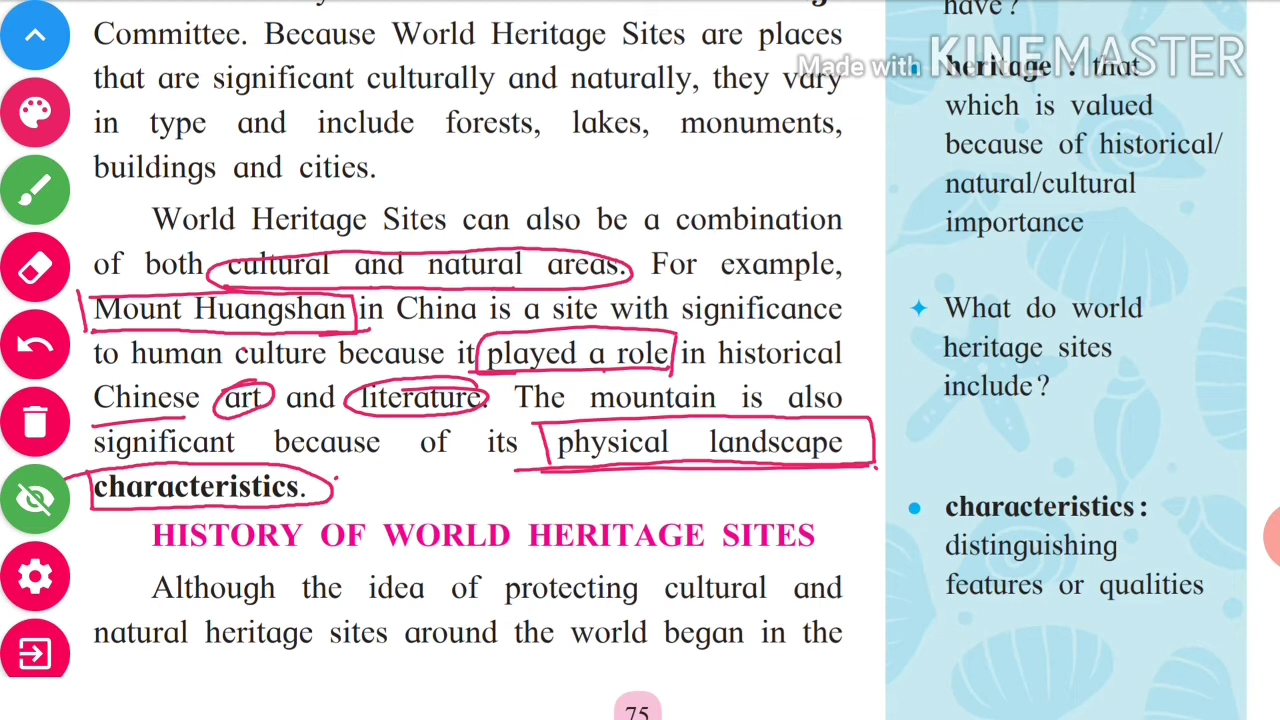 Committee. Because World Heritage Sites are places
that are significant culturally and naturally, they vary
in type and include forests, lakes, monuments,
buildings and cities.
World Heritage Sites can also be a combination
of both cultural and natural areas. For example,
Mount Huangshan in China is a site with significance
to human culture because it played a role in historical
Chinese art and literature. The mountain is also
significant because of its physical landscape
characteristics.
HISTORY OF WORLD HERITAGE SITES
Although the idea of protecting cultural and
natural heritage sites around the world began in the
75
have?
Made with KINEMASTER
heritage : that
which is valued
because of historical/
natural/cultural
importance
What do world
heritage sites
include?
characteristics:
distinguishing
features or qualities